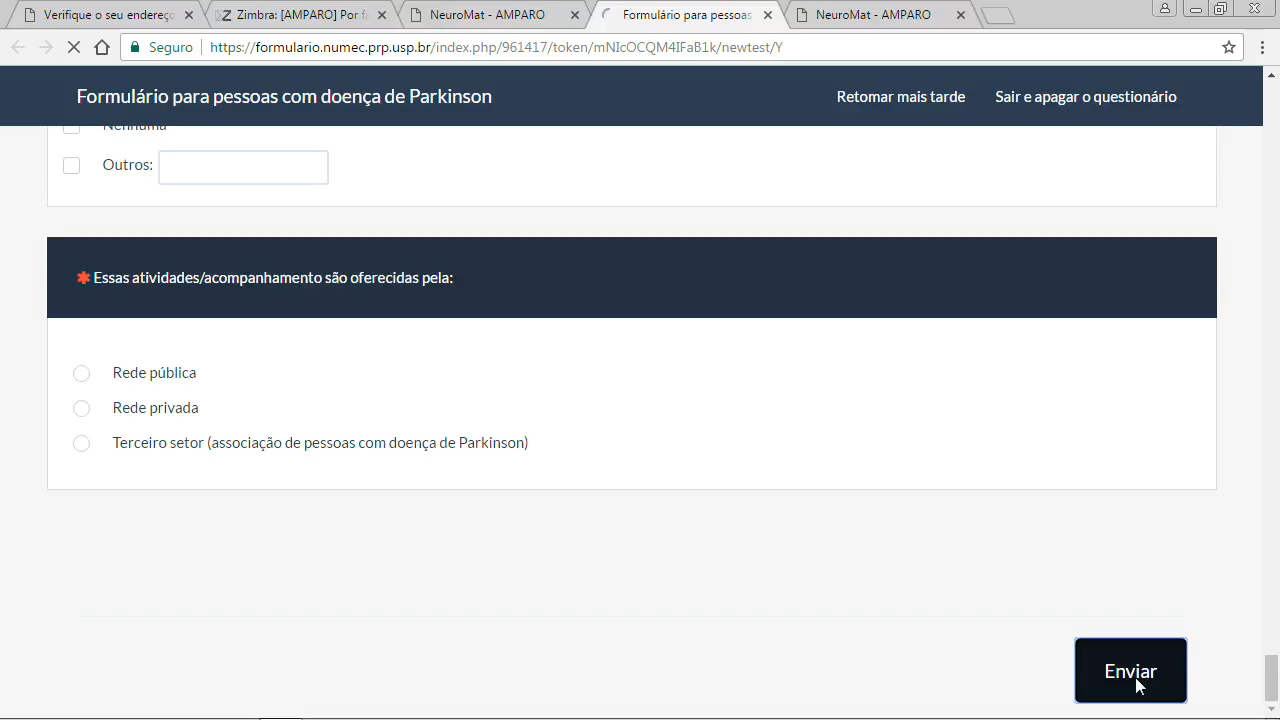 Verifique o seu endereço
Zimbra: [AMPARO] Por fa
NeuroMat - AMPARO
Formulário para pessoas
NeuroMat - AMPARO
Seguro
https://formulario.numec.prp.usp.br/index.php/961417/token/mNIcOCQM4IFaB1k/newtest/Y
Formulário para pessoas com doença de Parkinson
Retomar mais tarde
Sair e apagar o questionário
Nenhuma
Outros:
* Essas atividades/acompanhamento são oferecidas pela:
Rede pública
Rede privada
Terceiro setor (associação de pessoas com doença de Parkinson)
Enviar